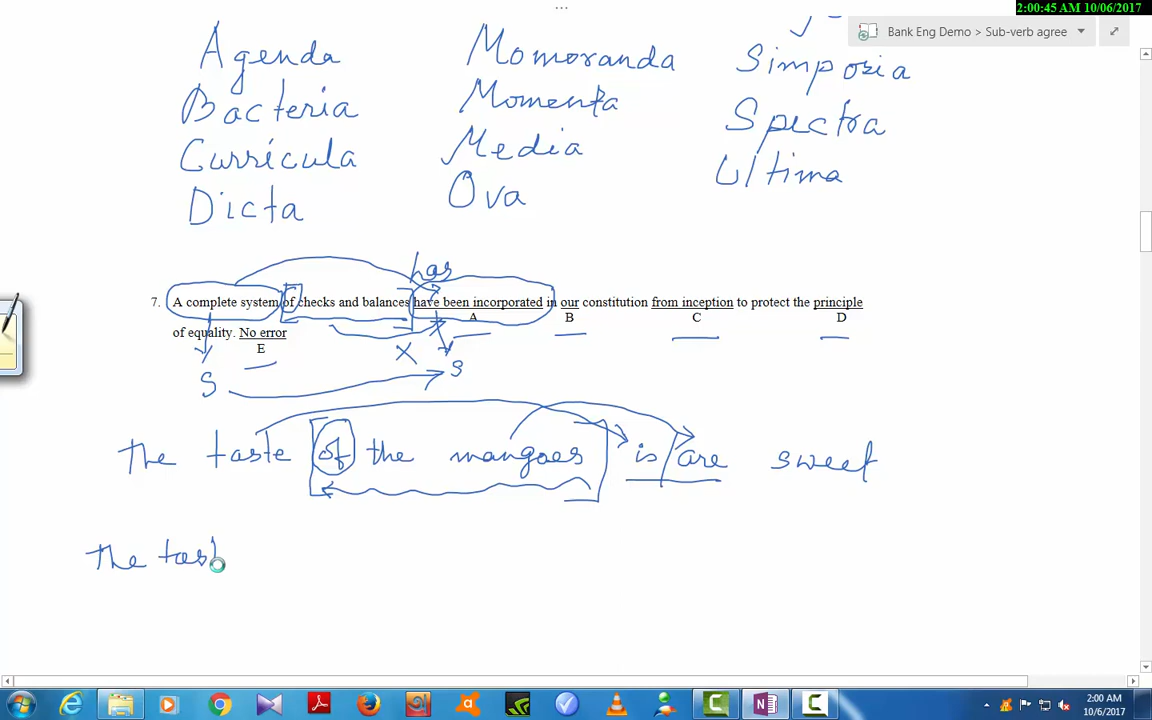 2:00:45 AM 10/06/2017
Bank Eng Demo > Sub-verb agree
Agenda Momoranda Simposia
Bacteria Momenta Spectra
Curricula Media Ultima
Dicta Ova
has
7. A complete system of checks and balances have been incorporated in our constitution from inception to protect the principle
A B C D
of equality. No error
E
X
S S
The taste of the mangoes is/are sweet
The tast
2:00 AM
10/6/2017